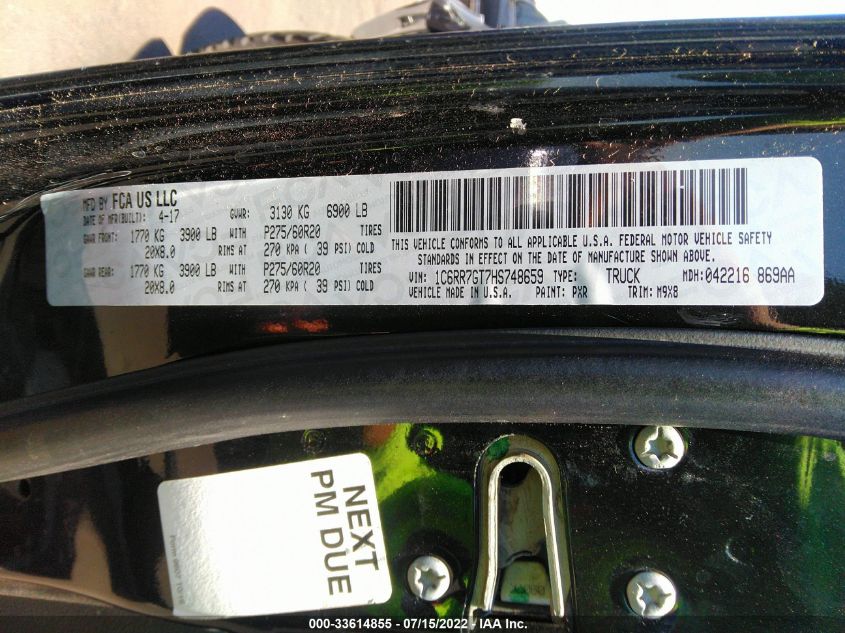 MFD BY FCA US LLC
DATE OF MFR(BUILT): 4-17 GVWR: 3130 KG 6900 LB
GAWR FRONT: 1770 KG 3900 LB WITH P275/60R20 TIRES
20X8.0 RIMS AT 270 KPA ( 39 PSI) COLD
GAWR REAR: 1770 KG 3900 LB WITH P275/60R20 TIRES
20X8.0 RIMS AT 270 KPA ( 39 PSI) COLD
THIS VEHICLE CONFORMS TO ALL APPLICABLE U.S.A. FEDERAL MOTOR VEHICLE SAFETY
STANDARDS IN EFFECT ON THE DATE OF MANUFACTURE SHOWN ABOVE.
VIN: 1C6RR7GT7HS748659 TYPE: TRUCK MDH: 042216 869AA
VEHICLE MADE IN U.S.A. PAINT: PXR TRIM: M9X8
NEXT
PM DUE
000-33614855 - 07/15/2022 - IAA Inc.